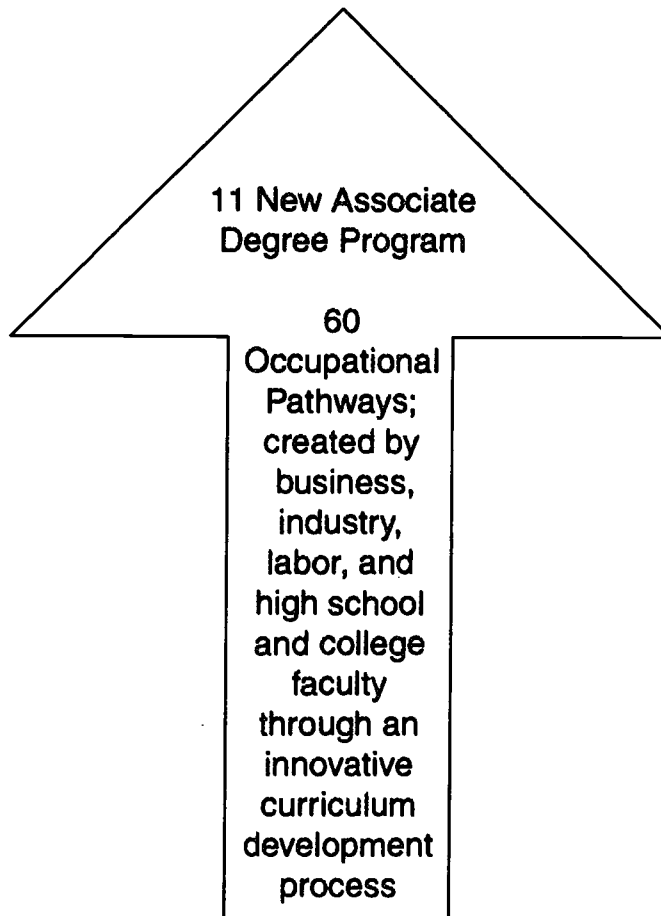 11 New Associate
Degree Program
60
Occupational
Pathways;
created by
business,
industry,
labor, and
high school
and college
faculty
through an
innovative
curriculum
development
process